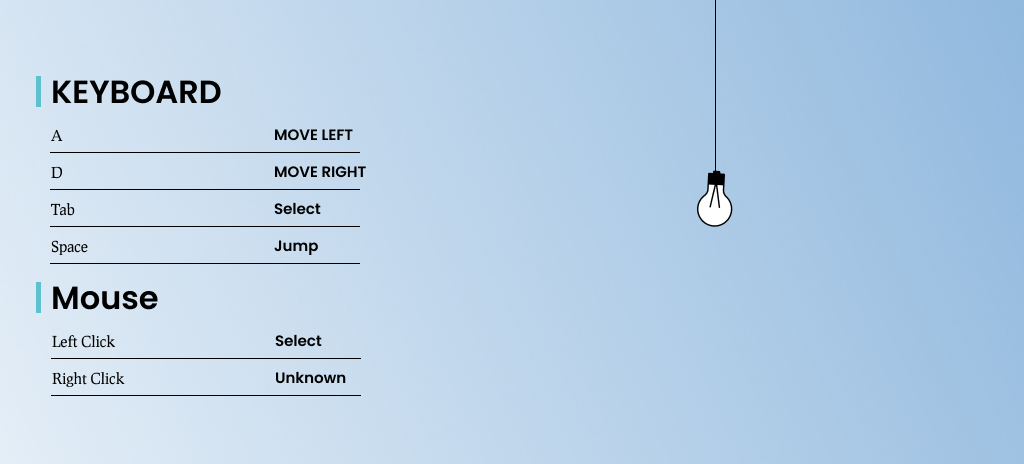 KEYBOARD
A MOVE LEFT
D MOVE RIGHT
Tab Select
Space Jump
Mouse
Left Click Select
Right Click Unknown